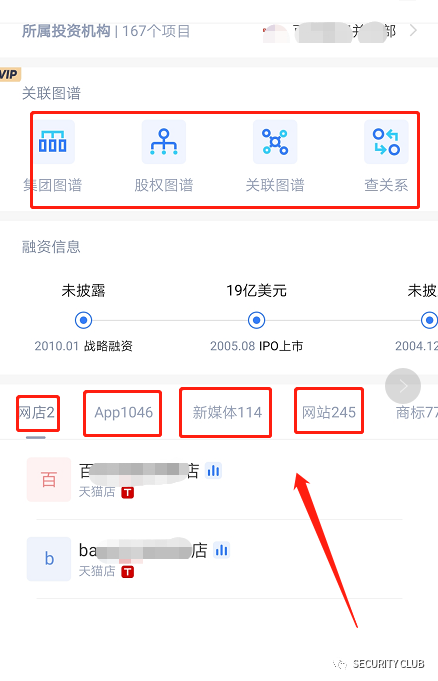 所属投资机构 | 167个项目 并 部
VIP
关联图谱
集团图谱 股权图谱 关联图谱 查关系
融资信息
未披露 19亿美元 未披
2010.01 战略融资 2005.08 IPO上市 2004.12
网店2 App1046 新媒体114 网站245 商标77
百 百 店
天猫店 T
b ba 店
天猫店 T
SECURITY CLUB